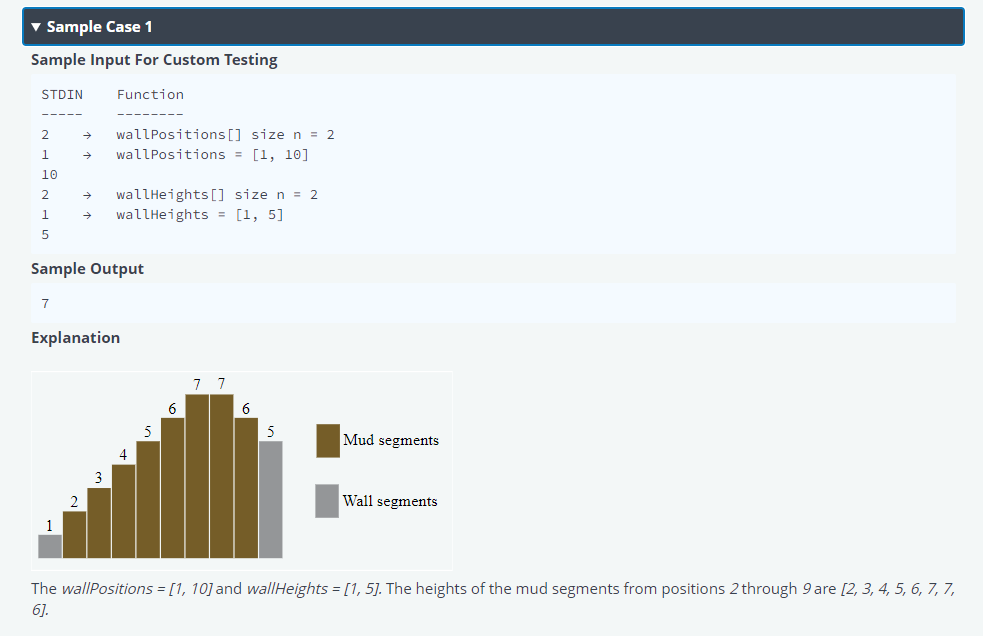 ▼ Sample Case 1
Sample Input For Custom Testing
STDIN Function
----- --------
2 → wallPositions[] size n = 2
1 → wallPositions = [1, 10]
10
2 → wallHeights[] size n = 2
1 → wallHeights = [1, 5]
5
Sample Output
7
Explanation
7 7
6 6
5 5
4
3
2
1
Mud segments
Wall segments
The wallPositions = [1, 10] and wallHeights = [1, 5]. The heights of the mud segments from positions 2 through 9 are [2, 3, 4, 5, 6, 7, 7,
6].